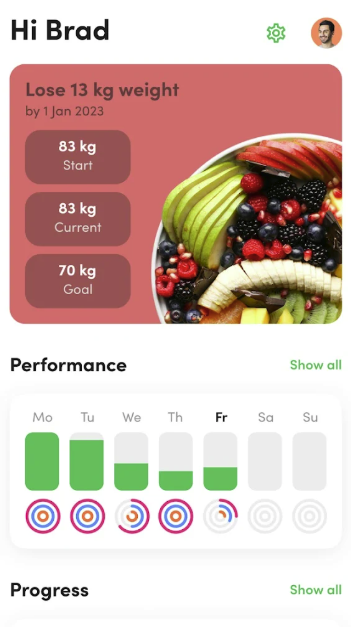 Hi Brad
Lose 13 kg weight
by 1 Jan 2023
83 kg
Start
83 kg
Current
70 kg
Goal
Performance
Show all
Mo Tu We Th Fr Sa Su
Progress
Show all